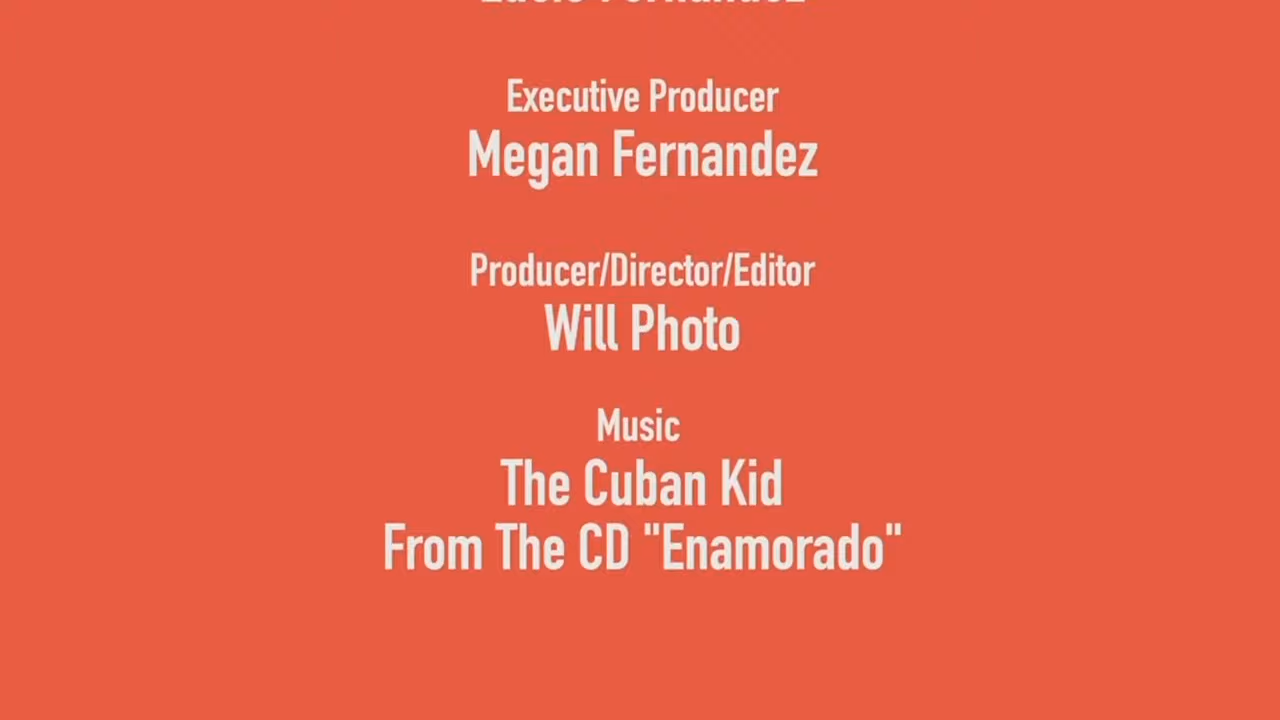 Executive Producer
Megan Fernandez
Producer/Director/Editor
Will Photo
Music
The Cuban Kid
From The CD "Enamorado"